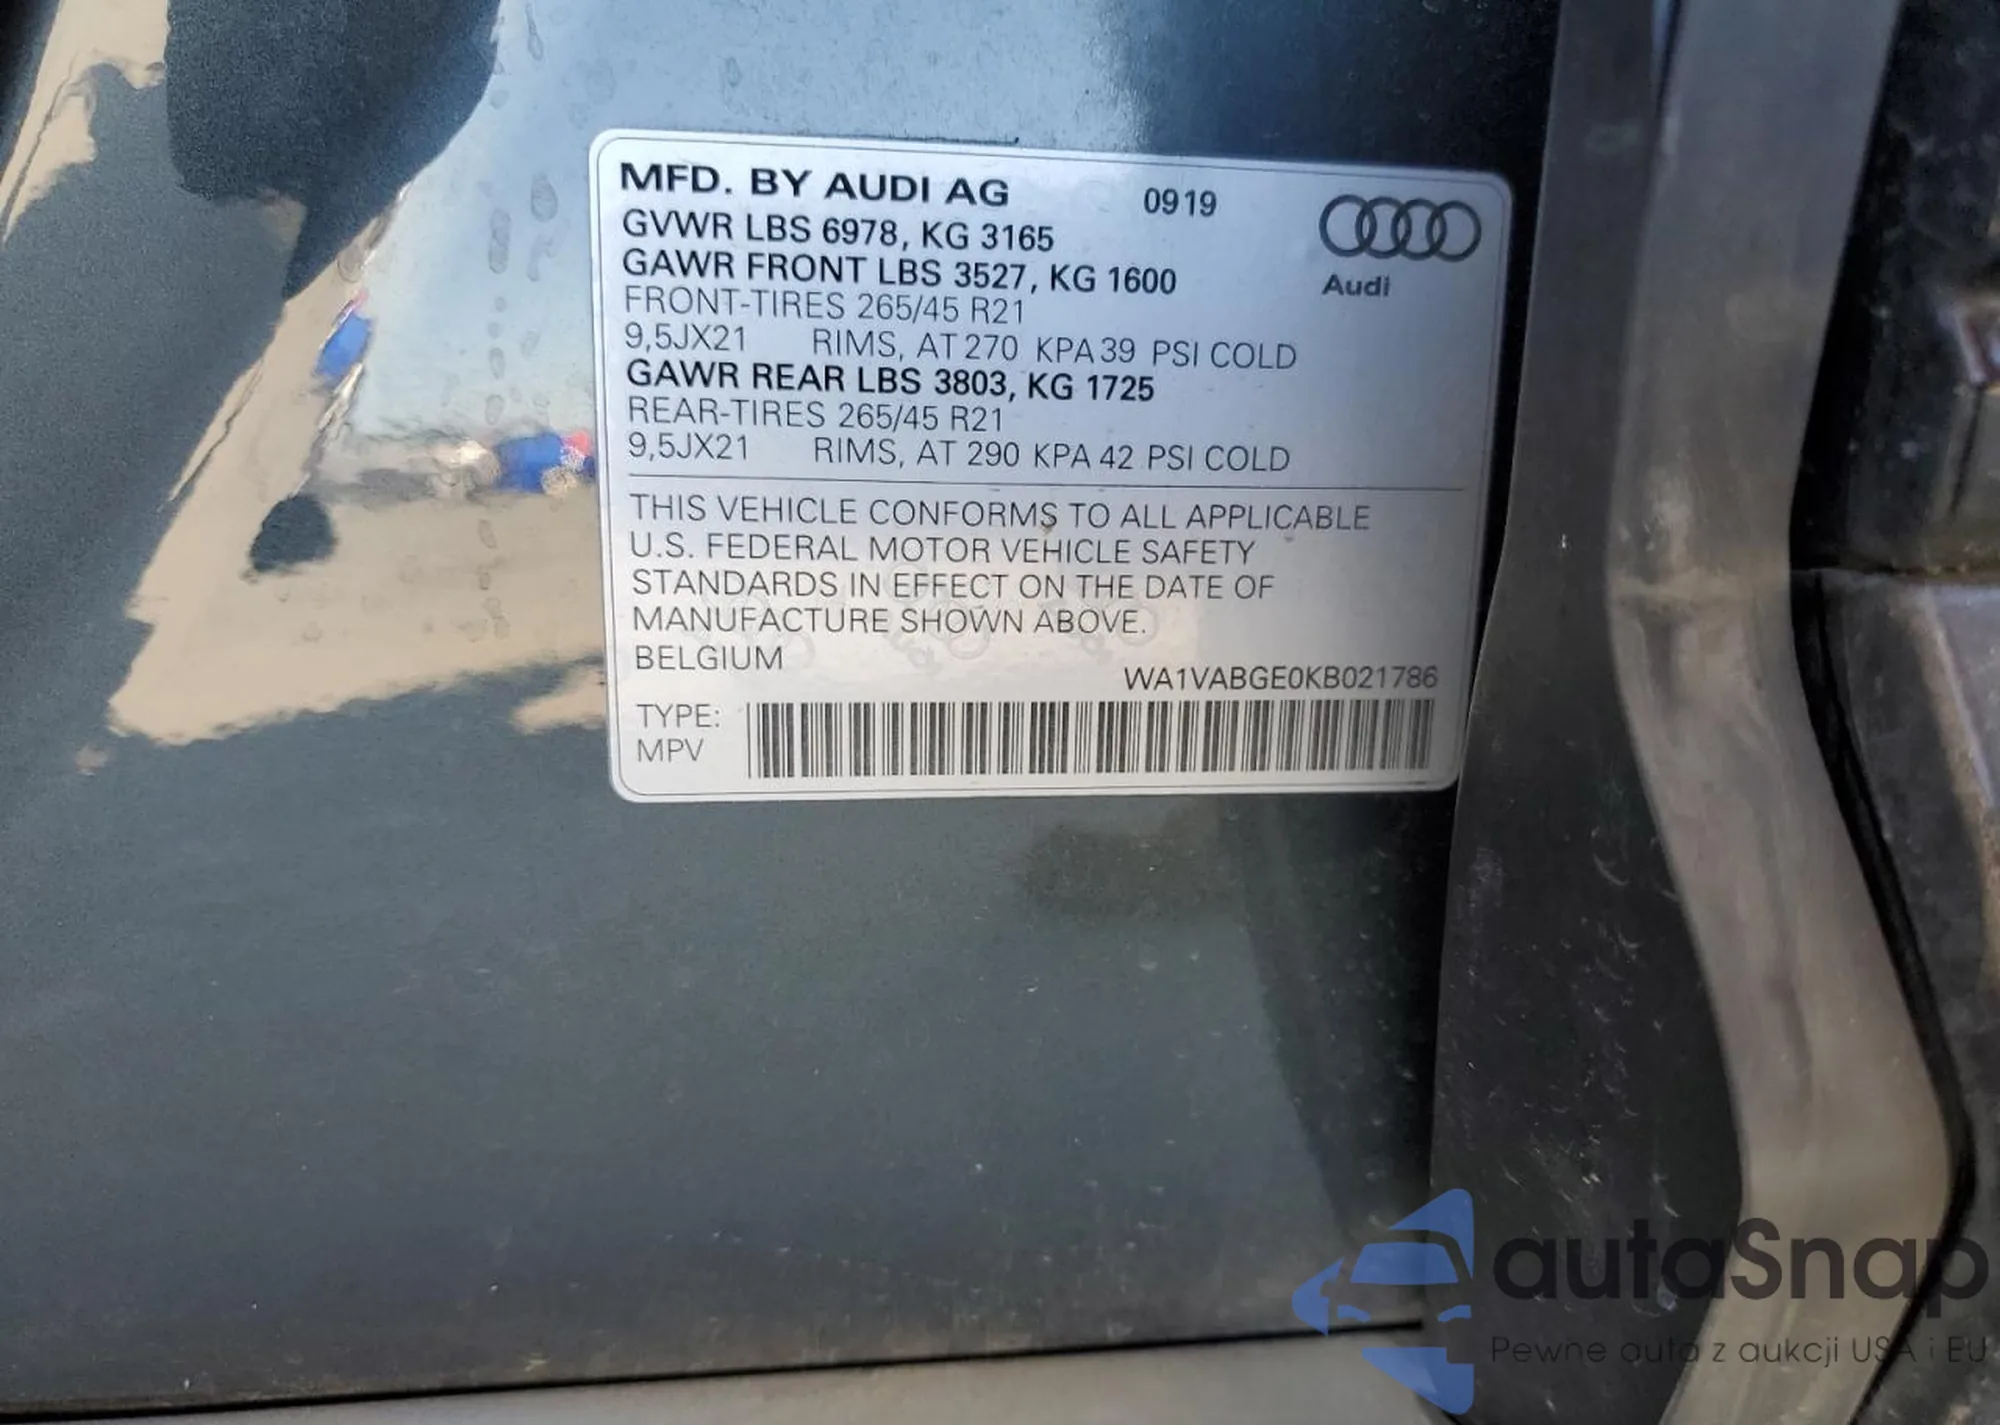 MFD. BY AUDI AG 0919
GVWR LBS 6978, KG 3165
GAWR FRONT LBS 3527, KG 1600
Audi
FRONT-TIRES 265/45 R21
9,5JX21 RIMS, AT 270 KPA 39 PSI COLD
GAWR REAR LBS 3803, KG 1725
REAR-TIRES 265/45 R21
9,5JX21 RIMS, AT 290 KPA 42 PSI COLD
THIS VEHICLE CONFORMS TO ALL APPLICABLE
U.S. FEDERAL MOTOR VEHICLE SAFETY
STANDARDS IN EFFECT ON THE DATE OF
MANUFACTURE SHOWN ABOVE.
BELGIUM
WA1VABGE0KB021786
TYPE:
MPV
autaSnap
Pewne auta z aukcji USA i EU